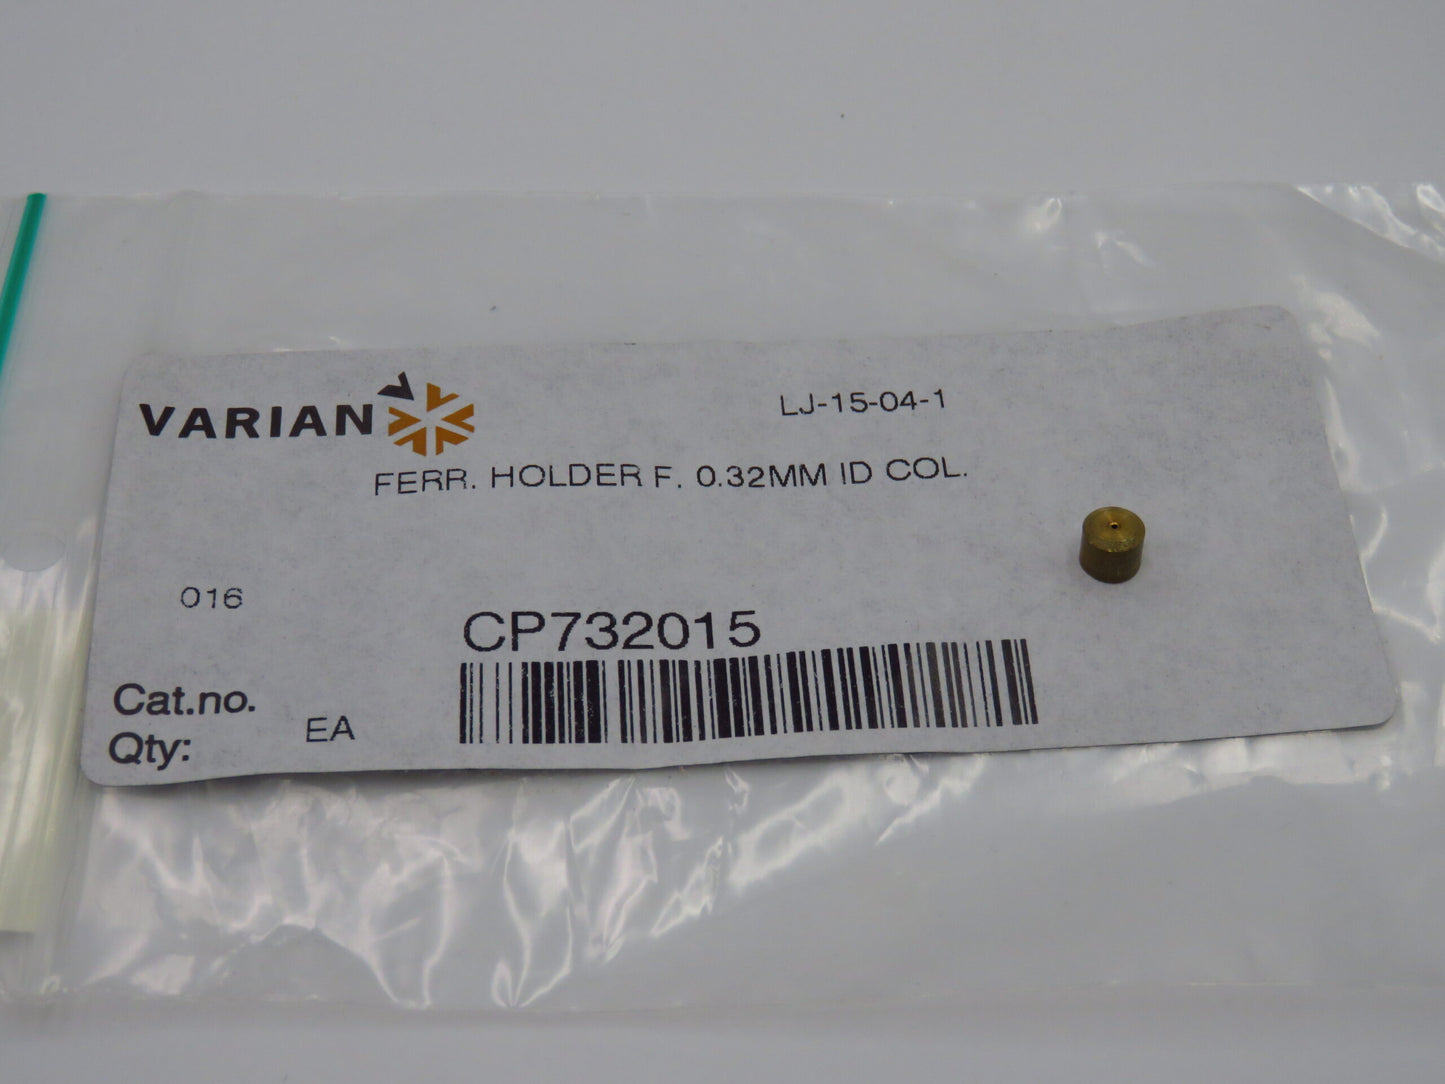 VARIAN
LJ-15-04-1
FERR. HOLDER F. 0.32MM ID COL.
016
CP732015
Cat.no.
Qty: EA